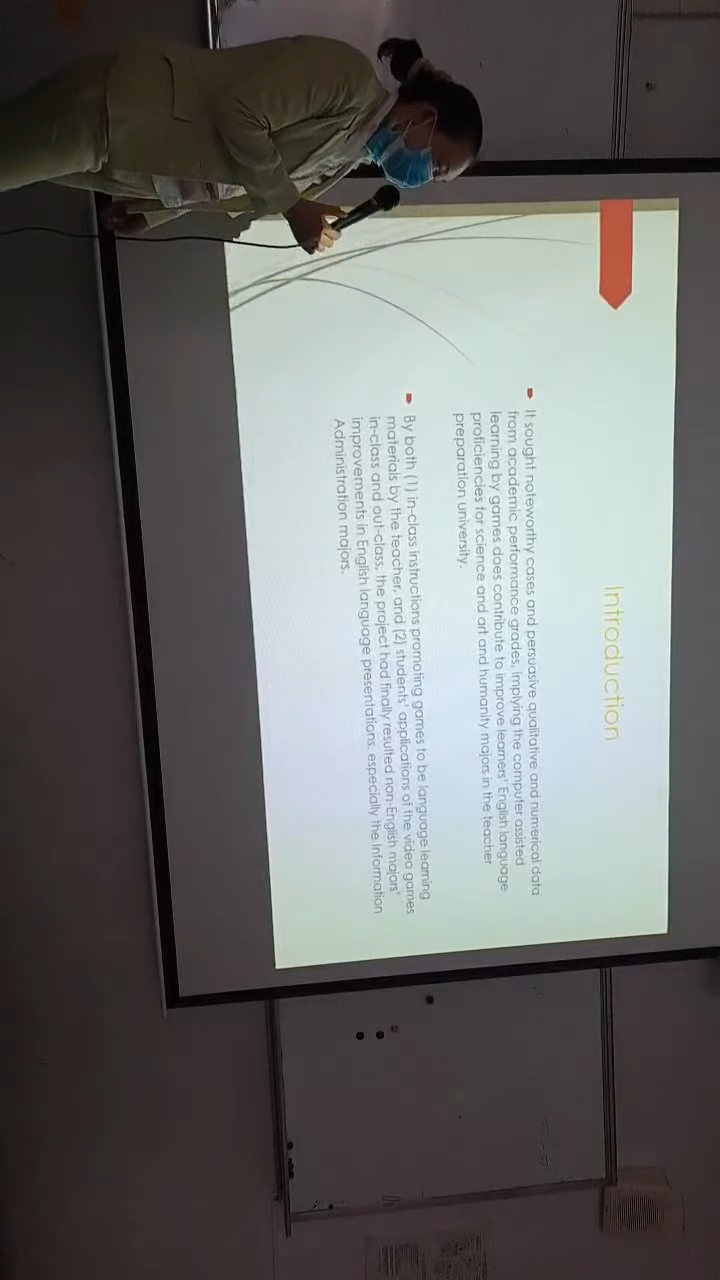 Introduction
It sought noteworthy cases and persuasive qualitative and numerical data
from academic performance grades, implying the computer assisted
learning by games does contribute to improve learners' English language
proficiencies for science and art and humanity majors in the teacher
preparation university.
By both (1) in-class instructions promoting games to be language learning
materials by the teacher, and (2) students' applications of the video games
in-class and out-class, the project had finally resulted non-English majors'
improvements in English language presentations, especially the Information
Administration majors.